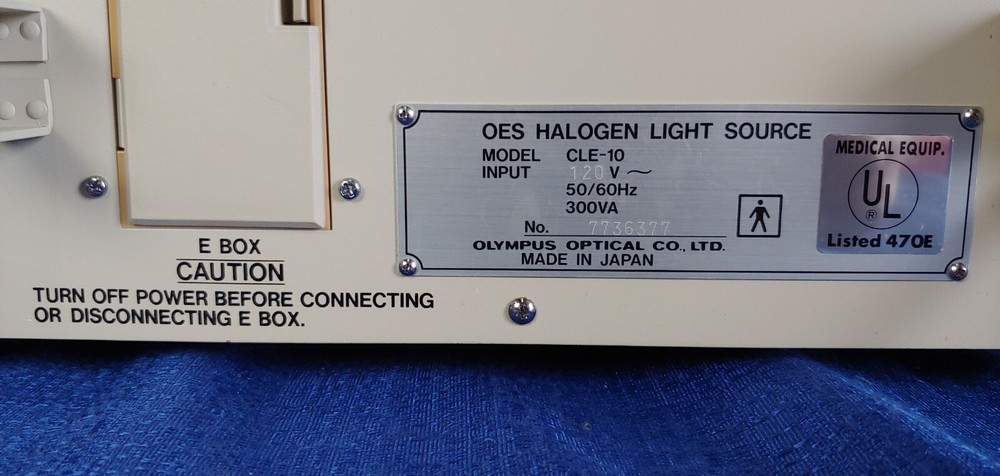 E BOX
CAUTION
TURN OFF POWER BEFORE CONNECTING
OR DISCONNECTING E BOX.
OES HALOGEN LIGHT SOURCE
MODEL CLE-10
INPUT 120 V ~
50/60Hz
300VA
No. 7736377
OLYMPUS OPTICAL CO., LTD.
MADE IN JAPAN
MEDICAL EQUIP.
UL
®
Listed 470E